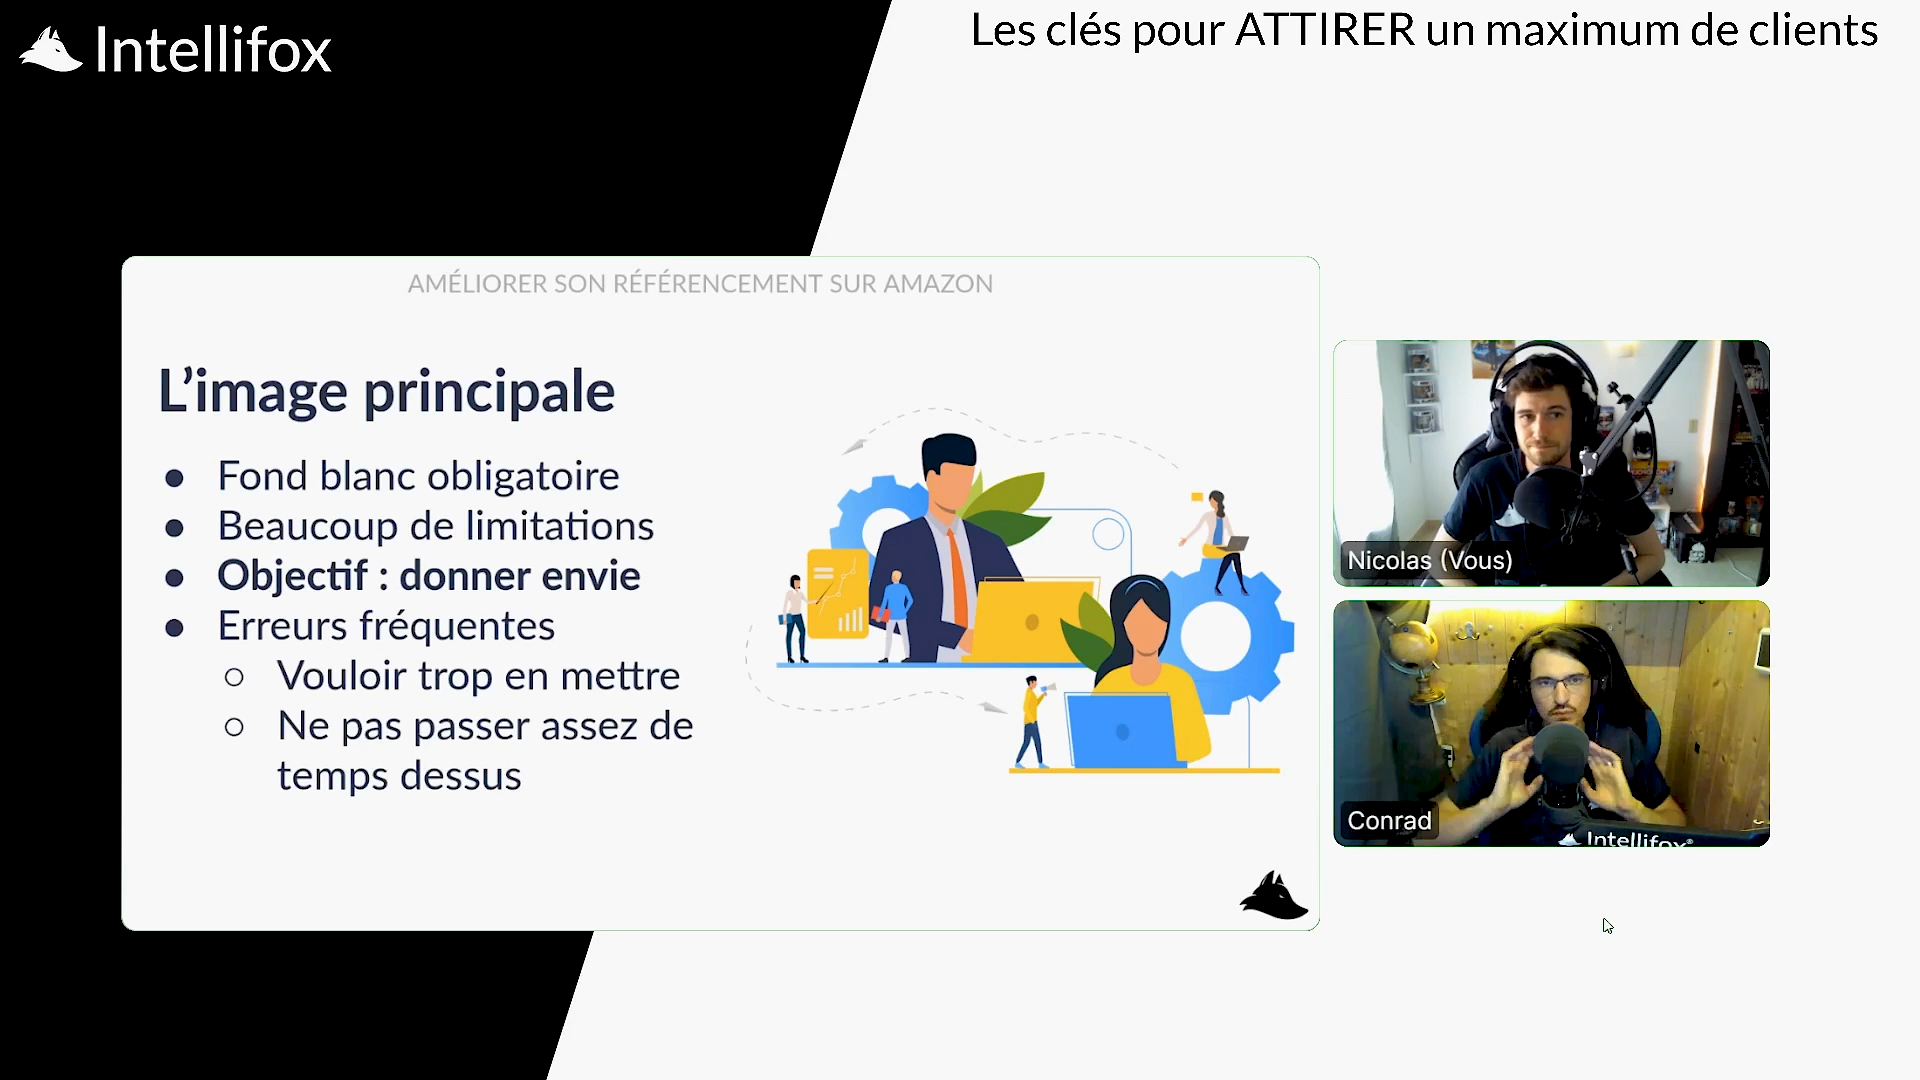 Intellifox
Les clés pour ATTIRER un maximum de clients
AMÉLIORER SON RÉFÉRENCEMENT SUR AMAZON
L’image principale
● Fond blanc obligatoire
● Beaucoup de limitations
● Objectif : donner envie
● Erreurs fréquentes
○ Vouloir trop en mettre
○ Ne pas passer assez de
temps dessus
Nicolas (Vous)
Conrad
Intellifox®